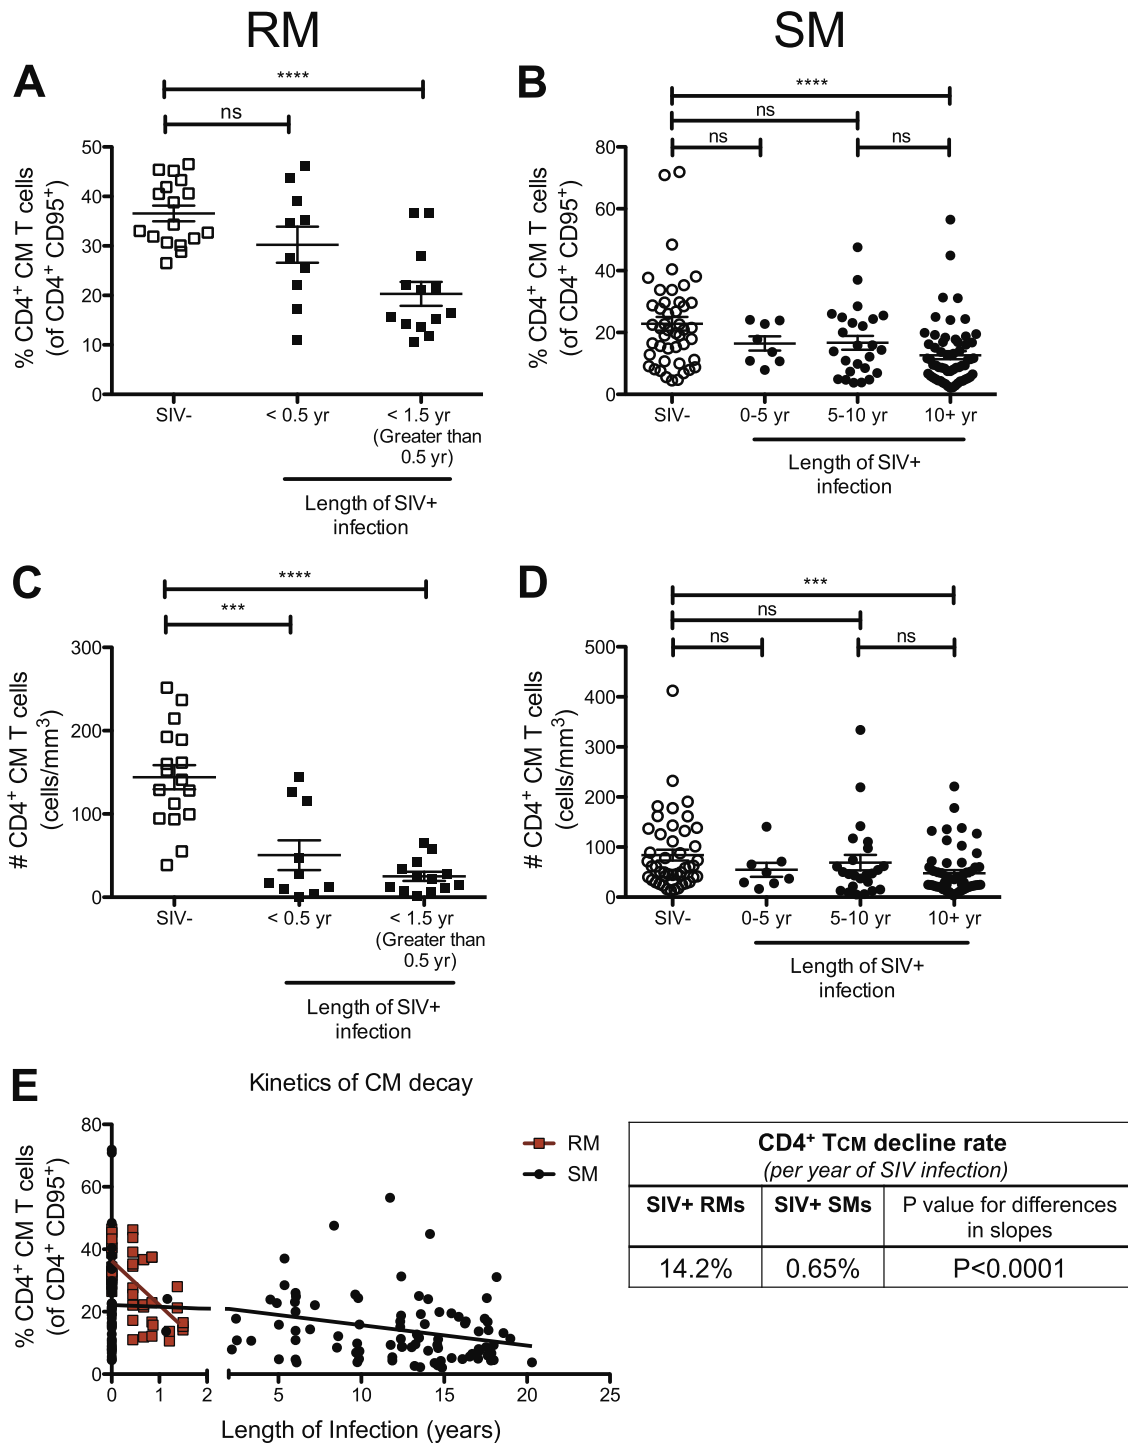 RM
SM
A
****
ns
% CD4+ CM T cells
(of CD4+ CD95+)
50
40
30
20
10
0
SIV-
< 0.5 yr
< 1.5 yr
(Greater than
0.5 yr)
Length of SIV+
infection
B
****
ns
ns
ns
% CD4+ CM T cells
(of CD4+ CD95+)
80
60
40
20
0
SIV-
0-5 yr
5-10 yr
10+ yr
Length of SIV+
infection
C
****
***
# CD4+ CM T cells
(cells/mm3)
300
200
100
0
SIV-
< 0.5 yr
< 1.5 yr
(Greater than
0.5 yr)
Length of SIV+
infection
D
***
ns
ns
ns
# CD4+ CM T cells
(cells/mm3)
500
400
300
200
100
0
SIV-
0-5 yr
5-10 yr
10+ yr
Length of SIV+
infection
E
Kinetics of CM decay
% CD4+ CM T cells
(of CD4+ CD95+)
80
60
40
20
0
0 1 2 5 10 15 20 25
Length of Infection (years)
RM
SM
CD4+ TCM decline rate
(per year of SIV infection)
SIV+ RMs
SIV+ SMs
P value for differences
in slopes
14.2%
0.65%
P<0.0001